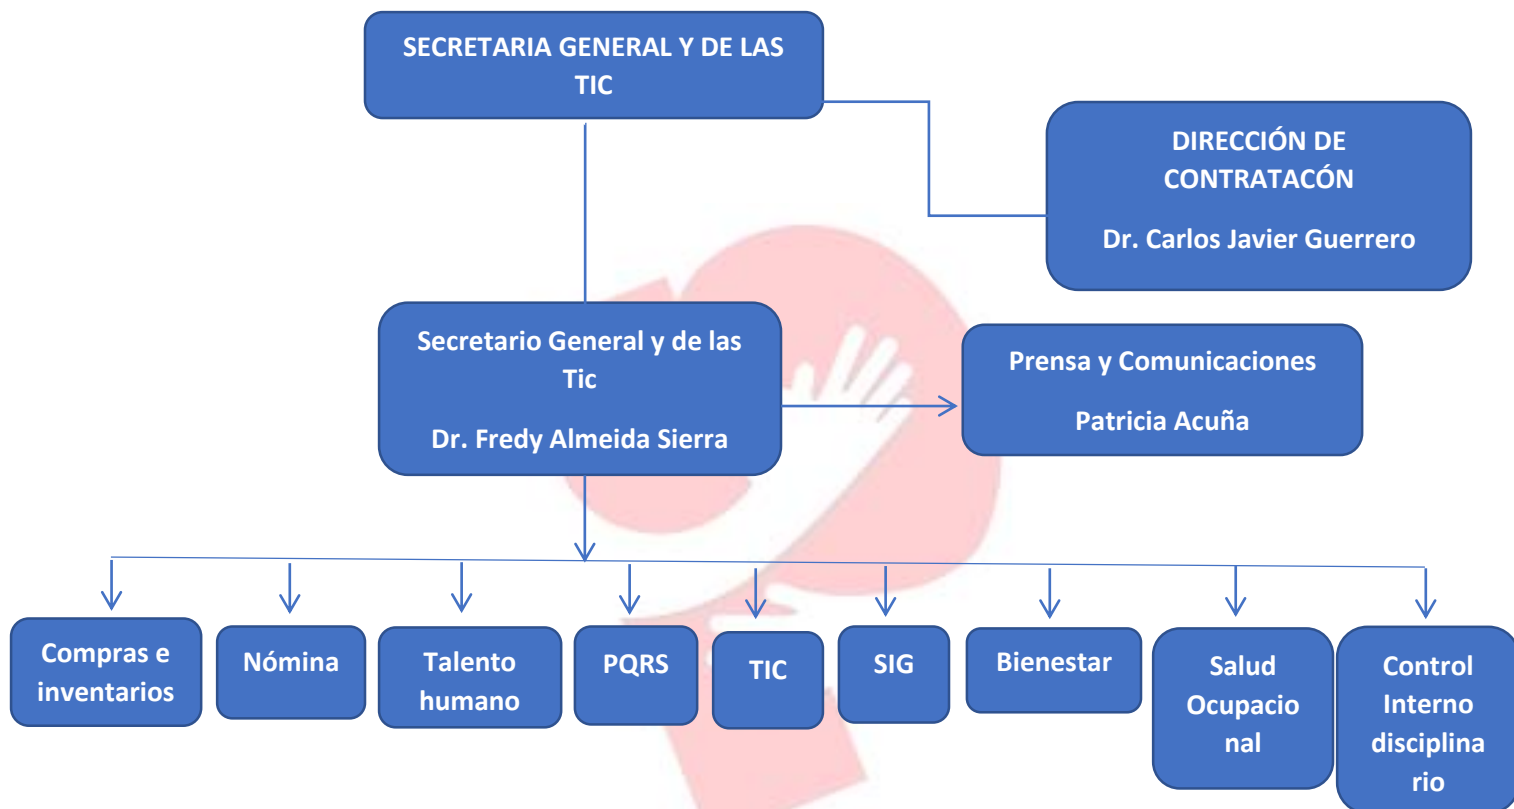 SECRETARIA GENERAL Y DE LAS
TIC
DIRECCIÓN DE
CONTRATACÓN
Dr. Carlos Javier Guerrero
Secretario General y de las
Tic
Dr. Fredy Almeida Sierra
Prensa y Comunicaciones
Patricia Acuña
Compras e
inventarios
Nómina
Talento
humano
PQRS
TIC
SIG
Bienestar
Salud
Ocupacio
nal
Control
Interno
disciplina
rio